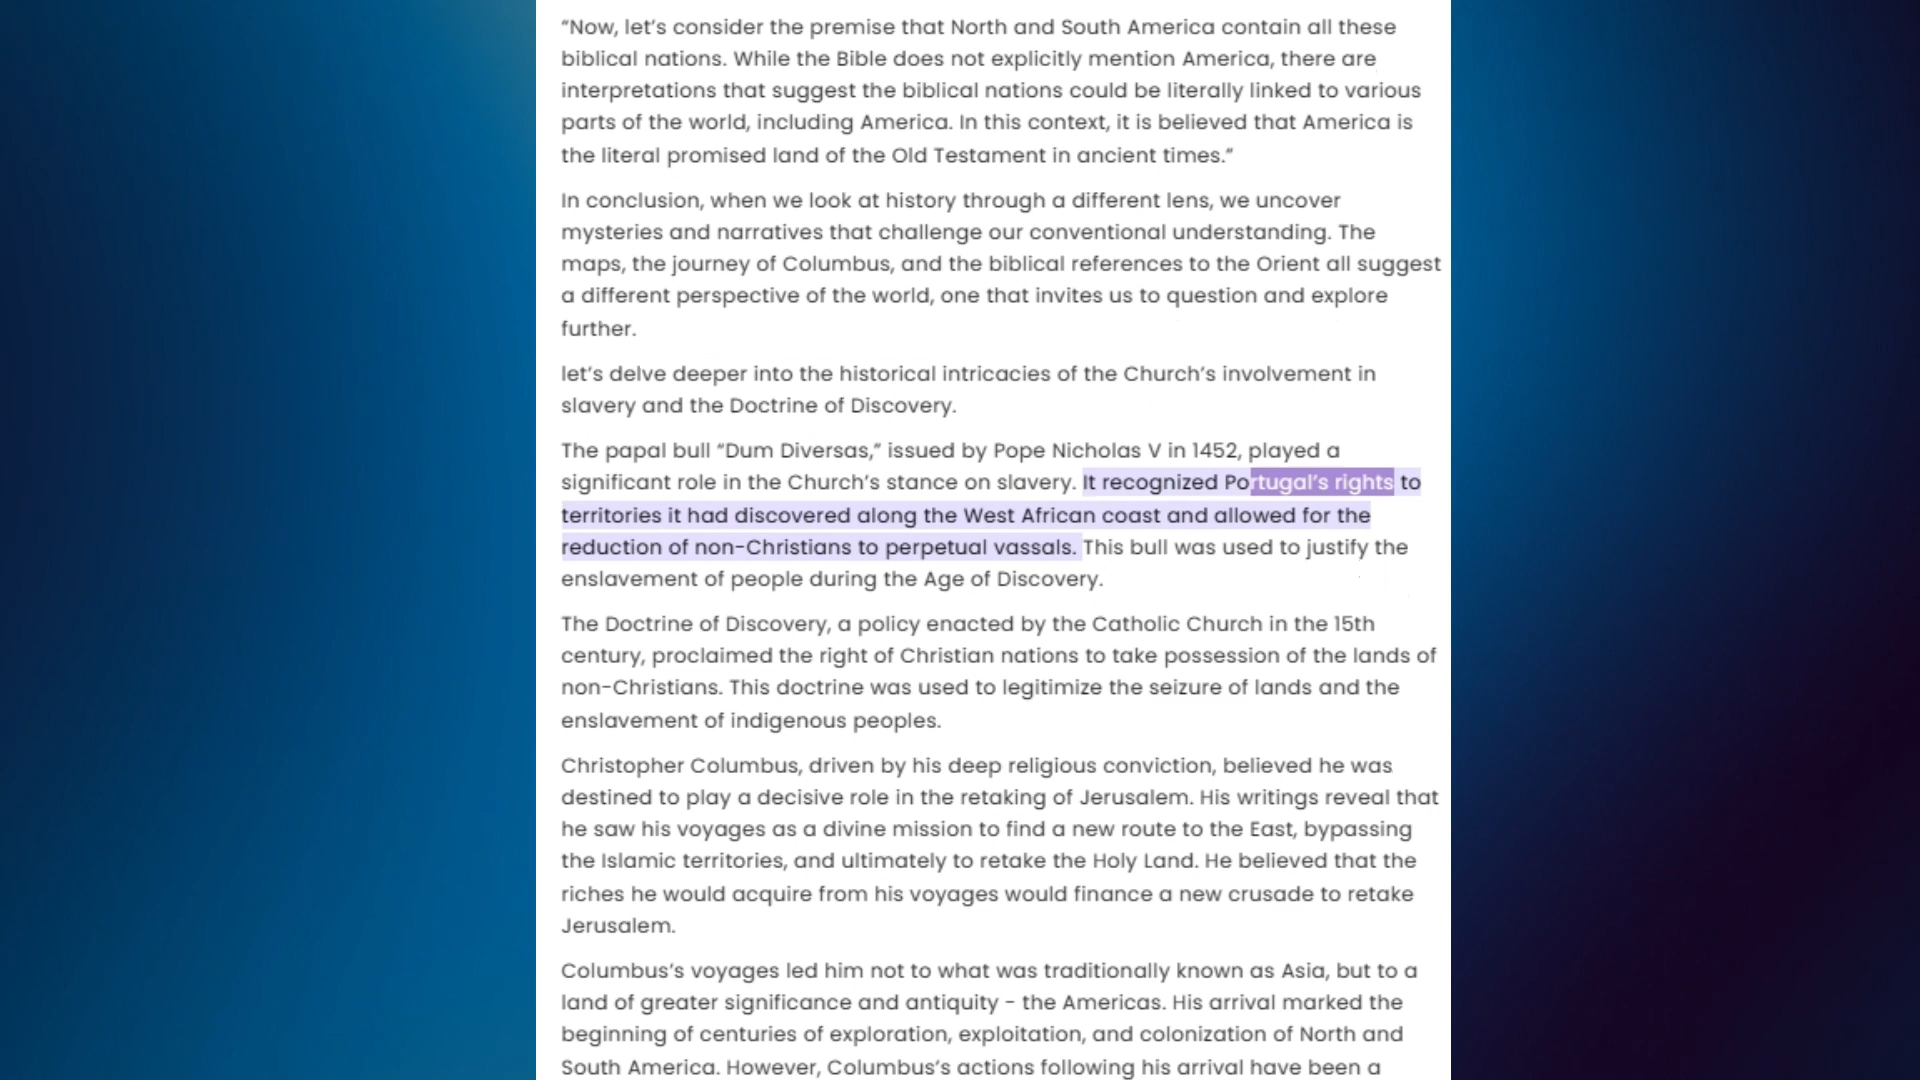 “Now, let’s consider the premise that North and South America contain all these
biblical nations. While the Bible does not explicitly mention America, there are
interpretations that suggest the biblical nations could be literally linked to various
parts of the world, including America. In this context, it is believed that America is
the literal promised land of the Old Testament in ancient times.”
In conclusion, when we look at history through a different lens, we uncover
mysteries and narratives that challenge our conventional understanding. The
maps, the journey of Columbus, and the biblical references to the Orient all suggest
a different perspective of the world, one that invites us to question and explore
further.
let’s delve deeper into the historical intricacies of the Church’s involvement in
slavery and the Doctrine of Discovery.
The papal bull “Dum Diversas,” issued by Pope Nicholas V in 1452, played a
significant role in the Church’s stance on slavery. It recognized Portugal’s rights to
territories it had discovered along the West African coast and allowed for the
reduction of non-Christians to perpetual vassals. This bull was used to justify the
enslavement of people during the Age of Discovery.
The Doctrine of Discovery, a policy enacted by the Catholic Church in the 15th
century, proclaimed the right of Christian nations to take possession of the lands of
non-Christians. This doctrine was used to legitimize the seizure of lands and the
enslavement of indigenous peoples.
Christopher Columbus, driven by his deep religious conviction, believed he was
destined to play a decisive role in the retaking of Jerusalem. His writings reveal that
he saw his voyages as a divine mission to find a new route to the East, bypassing
the Islamic territories, and ultimately to retake the Holy Land. He believed that the
riches he would acquire from his voyages would finance a new crusade to retake
Jerusalem.
Columbus’s voyages led him not to what was traditionally known as Asia, but to a
land of greater significance and antiquity - the Americas. His arrival marked the
beginning of centuries of exploration, exploitation, and colonization of North and
South America. However, Columbus’s actions following his arrival have been a